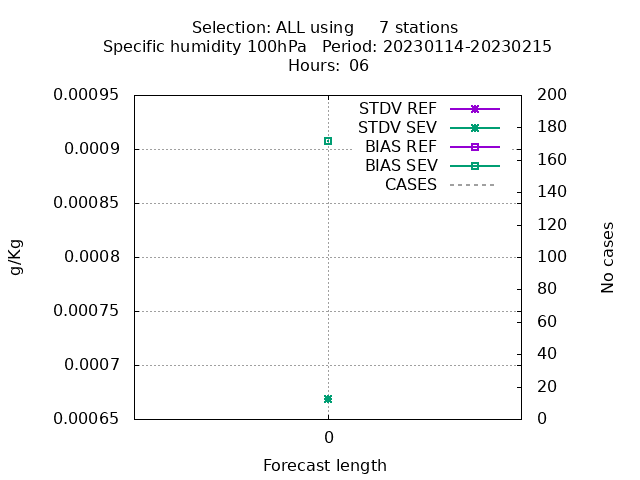 Selection: ALL using     7 stations
Specific humidity 100hPa   Period: 20230114-20230215
Hours: 06
0.00095
0.0009
0.00085
0.0008
0.00075
0.0007
0.00065
g/Kg
STDV REF
STDV SEV
BIAS REF
BIAS SEV
CASES
200
180
160
140
120
100
80
60
40
20
0
No cases
0
Forecast length